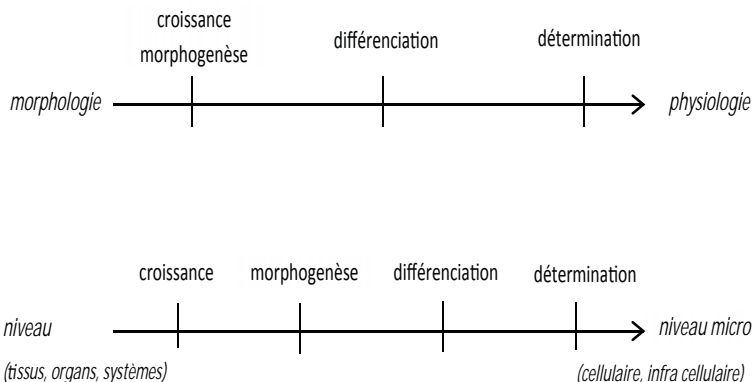 croissance
morphogenèse
différenciation
détermination
morphologie
physiologie
croissance
morphogenèse
différenciation
détermination
niveau
niveau micro
(tissus, organs, systèmes)
(cellulaire, infra cellulaire)